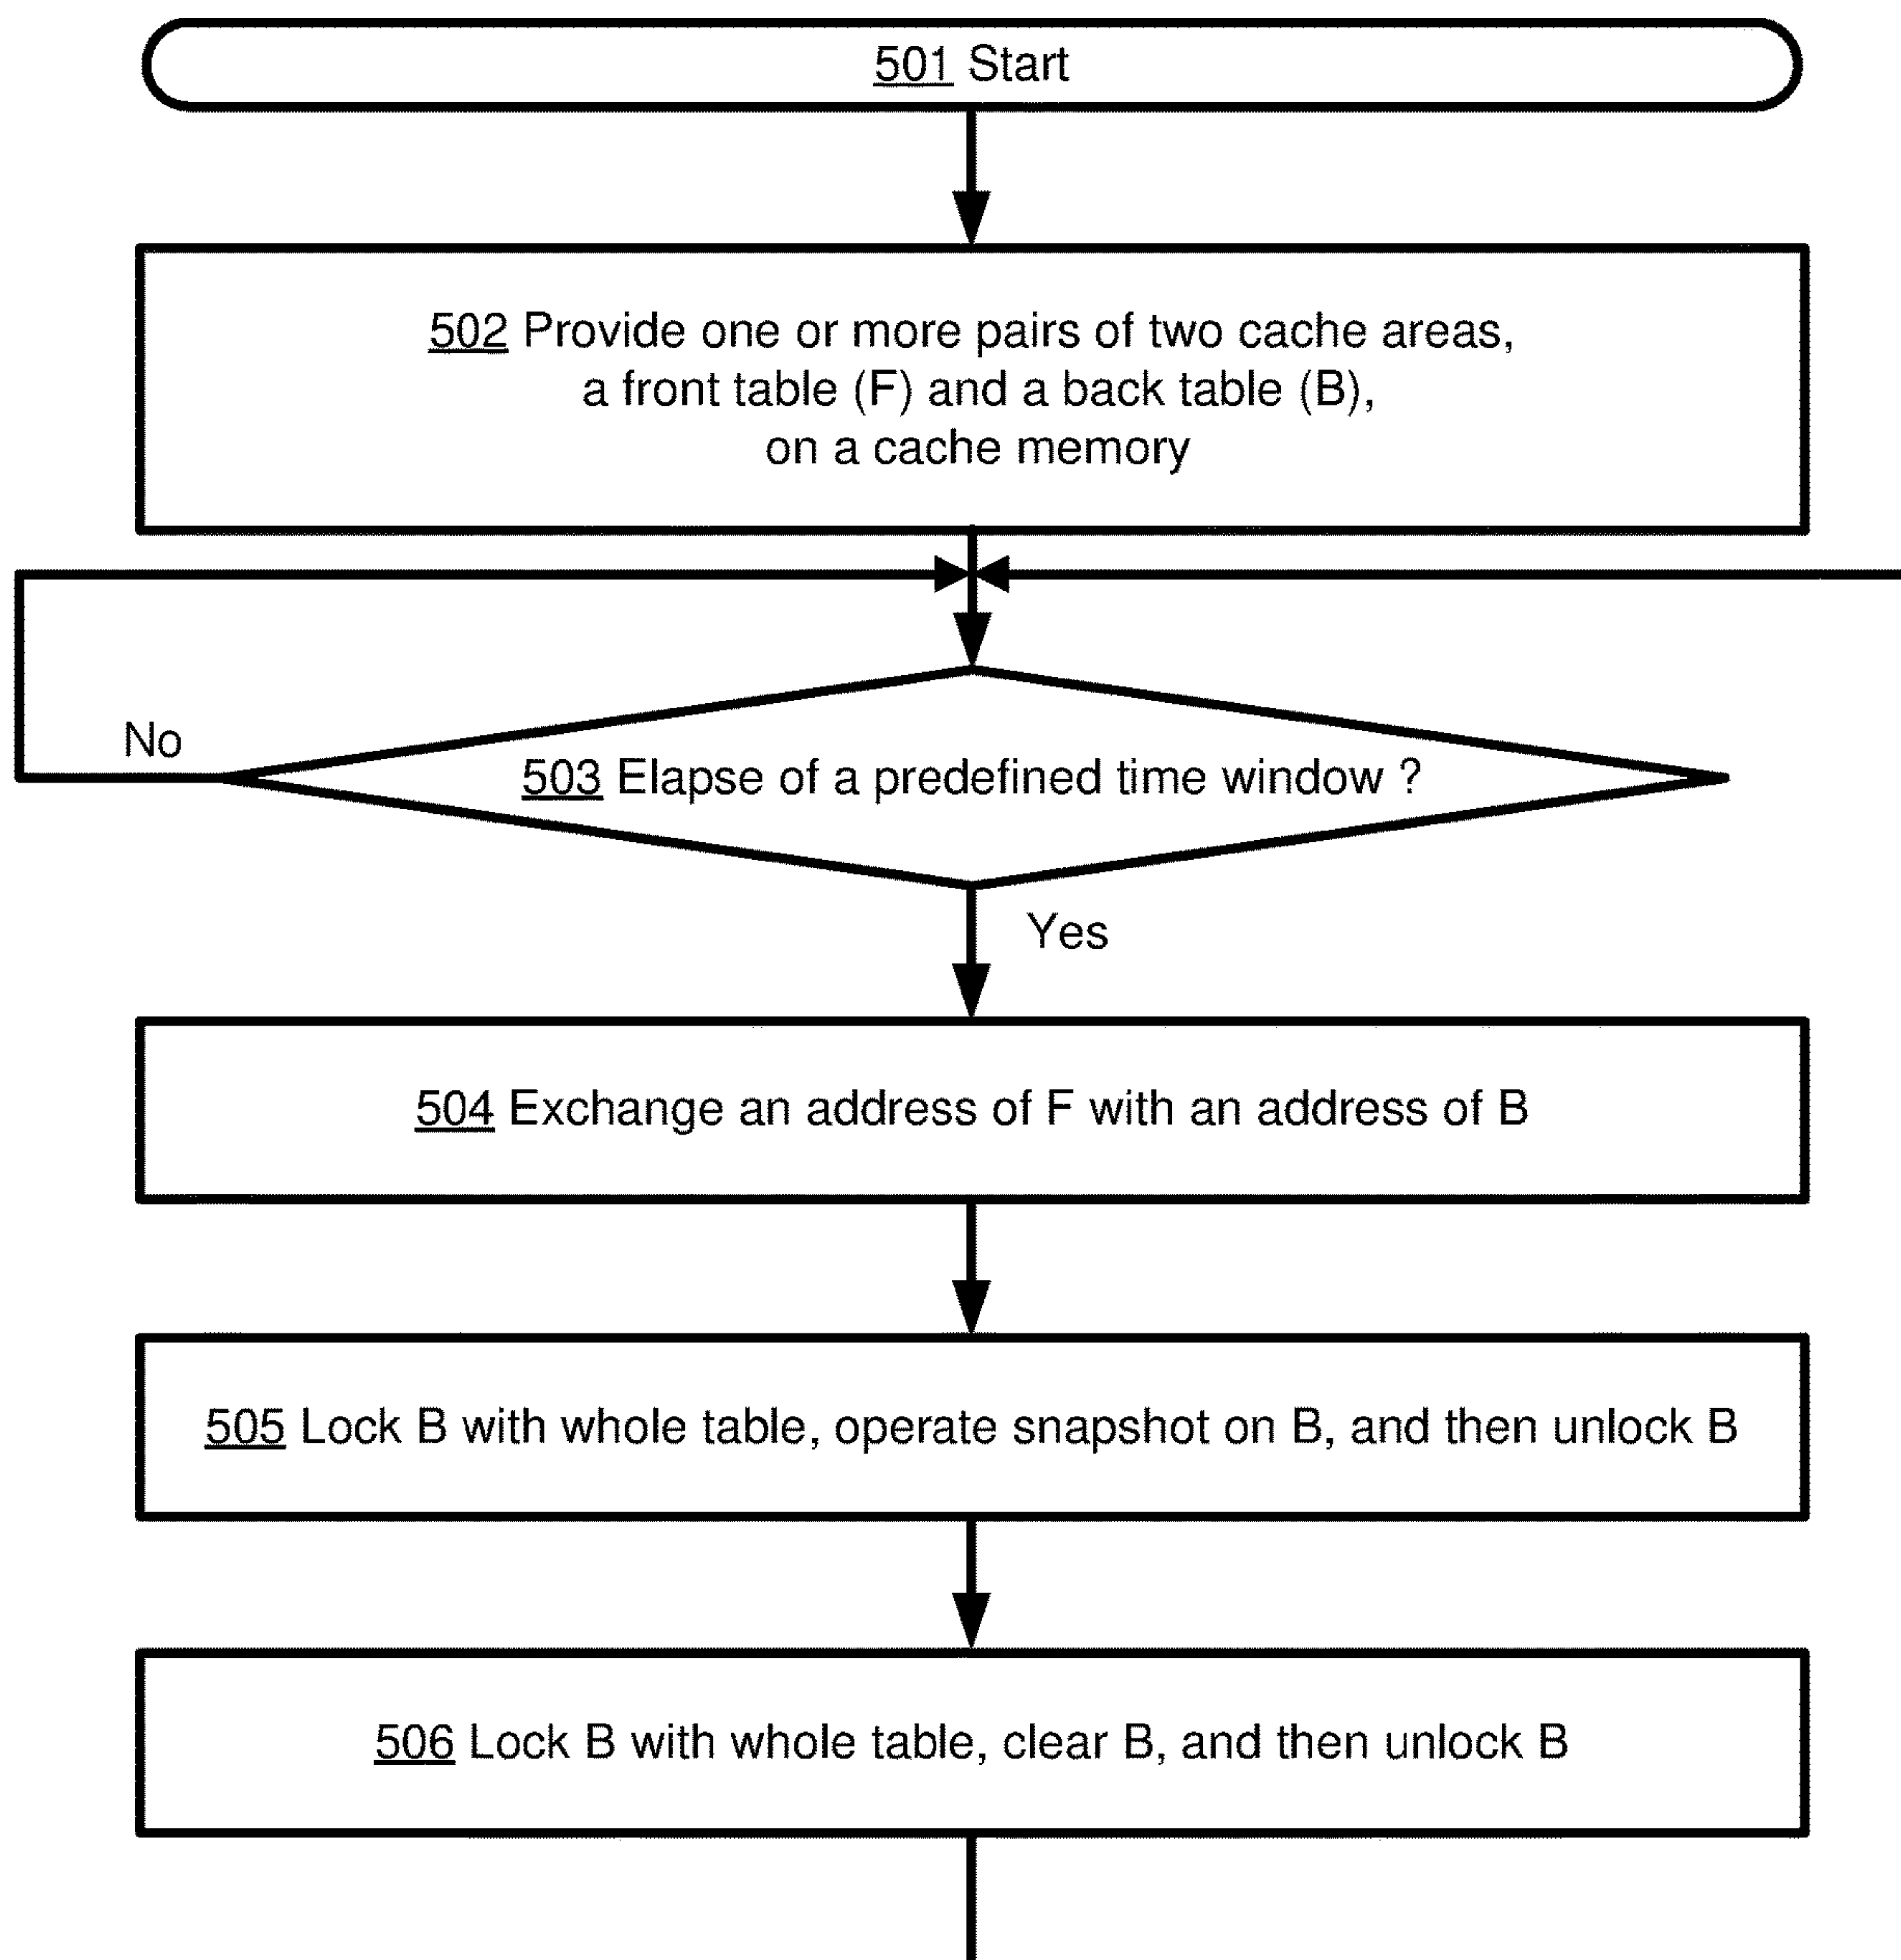 501 Start
502 Provide one or more pairs of two cache areas,
a front table (F) and a back table (B),
on a cache memory
No
503 Elapse of a predefined time window ?
Yes
504 Exchange an address of F with an address of B
505 Lock B with whole table, operate snapshot on B, and then unlock B
506 Lock B with whole table, clear B, and then unlock B